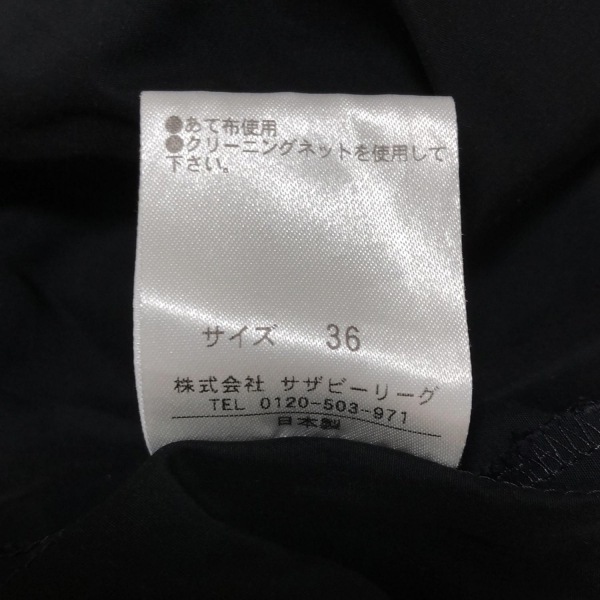 ●あて布使用
●クリーニングネットを使用して
下さい。
サイズ 36
株式会社 サザビーリーグ
TEL 0120-503-971
日本製